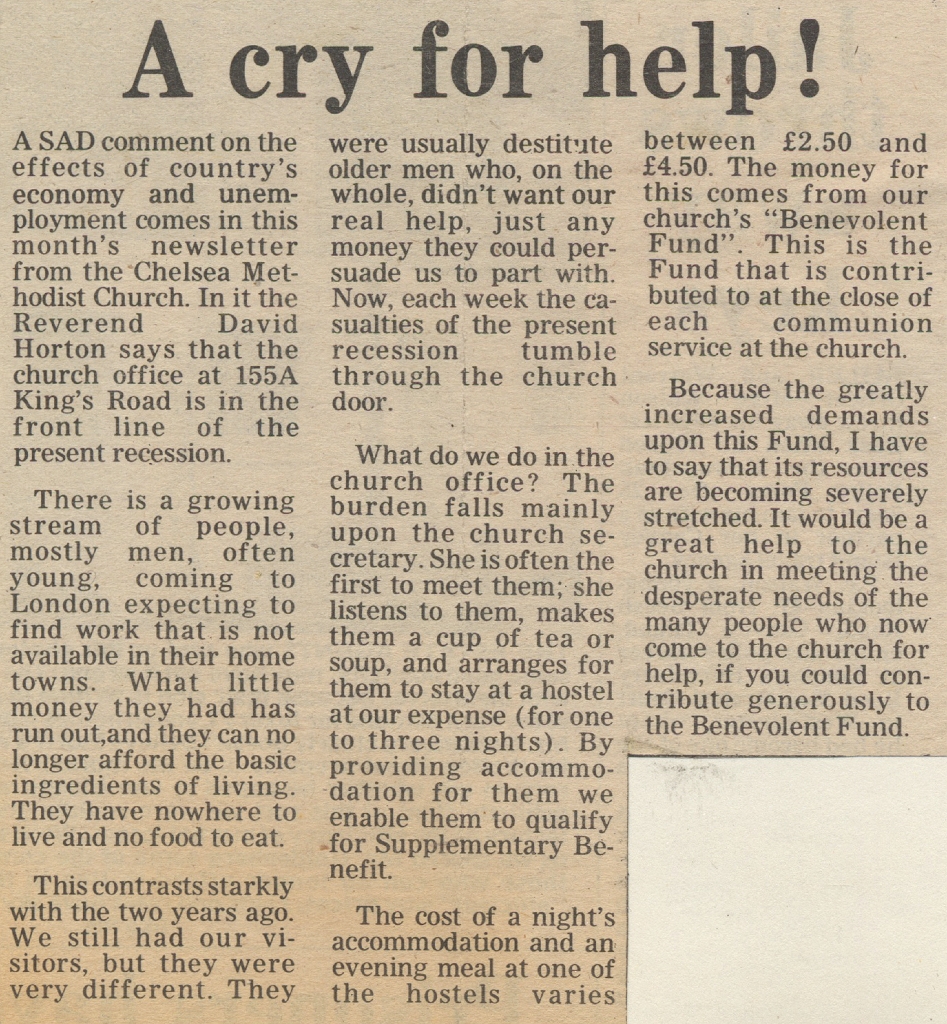 A cry for help!
A SAD comment on the
effects of country's
economy and unem-
ployment comes in this
month's newsletter
from the Chelsea Met-
hodist Church. In it the
Reverend David
Horton says that the
church office at 155A
King's Road is in the
front line of the
present recession.
There is a growing
stream of people,
mostly men, often
young, coming to
London expecting to
find work that is not
available in their home
towns. What little
money they had has
run out,and they can no
longer afford the basic
ingredients of living.
They have nowhere to
live and no food to eat.
This contrasts starkly
with the two years ago.
We still had our vi-
sitors, but they were
very different. They
were usually destitute
older men who, on the
whole, didn't want our
real help, just any
money they could per-
suade us to part with.
Now, each week the ca-
sualties of the present
recession tumble
through the church
door.
What do we do in the
church office? The
burden falls mainly
upon the church se-
cretary. She is often the
first to meet them; she
listens to them, makes
them a cup of tea or
soup, and arranges for
them to stay at a hostel
at our expense (for one
to three nights). By
providing accommo-
dation for them we
enable them to qualify
for Supplementary Be-
nefit.
The cost of a night's
accommodation and an
evening meal at one of
the hostels varies
between £2.50 and
£4.50. The money for
this comes from our
church's "Benevolent
Fund". This is the
Fund that is contri-
buted to at the close of
each communion
service at the church.
Because the greatly
increased demands
upon this Fund, I have
to say that its resources
are becoming severely
stretched. It would be a
great help to the
church in meeting the
desperate needs of the
many people who now
come to the church for
help, if you could con-
tribute generously to
the Benevolent Fund.